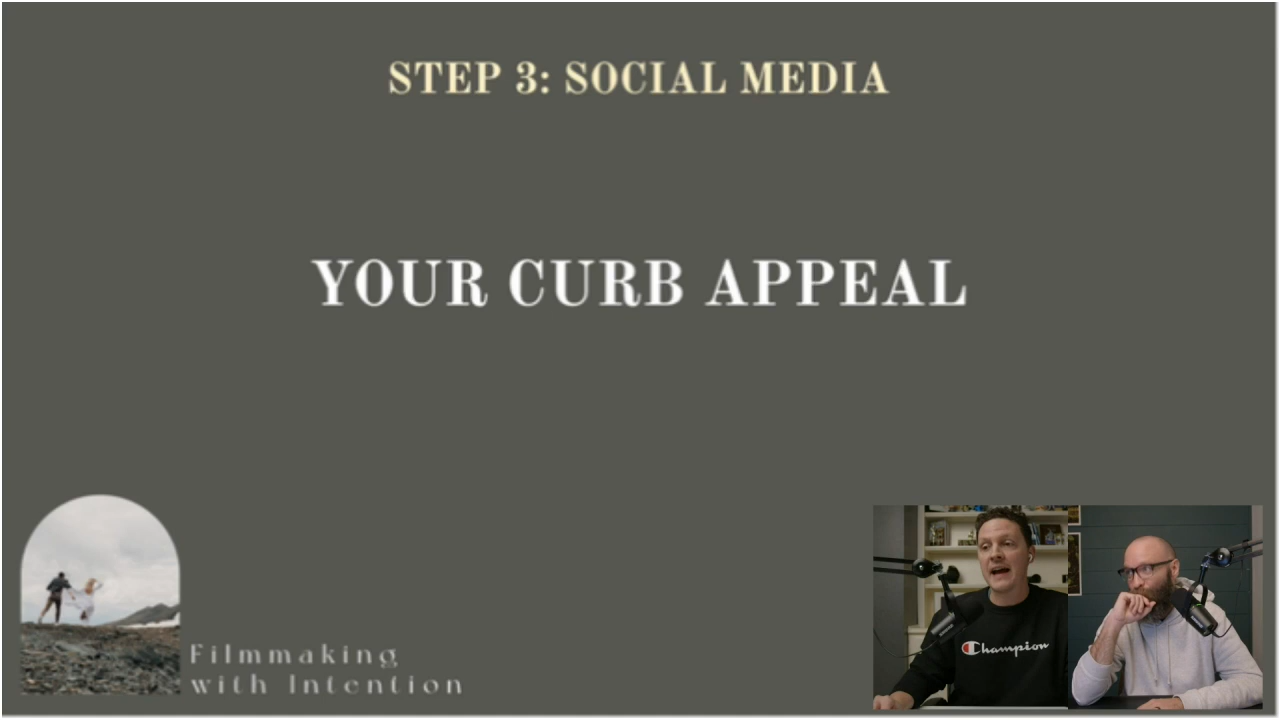 STEP 3: SOCIAL MEDIA
YOUR CURB APPEAL
Filmmaking
with Intention
Champion